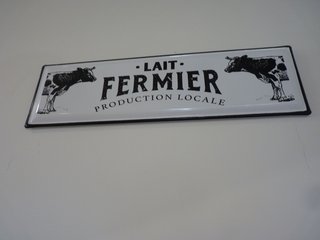 · LAIT ·
FERMIER
PRODUCTION LOCALE